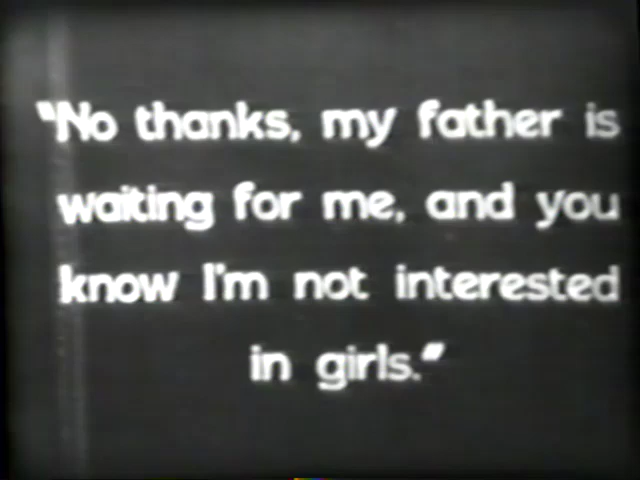 "No thanks, my father is
waiting for me, and you
know I'm not interested
in girls."